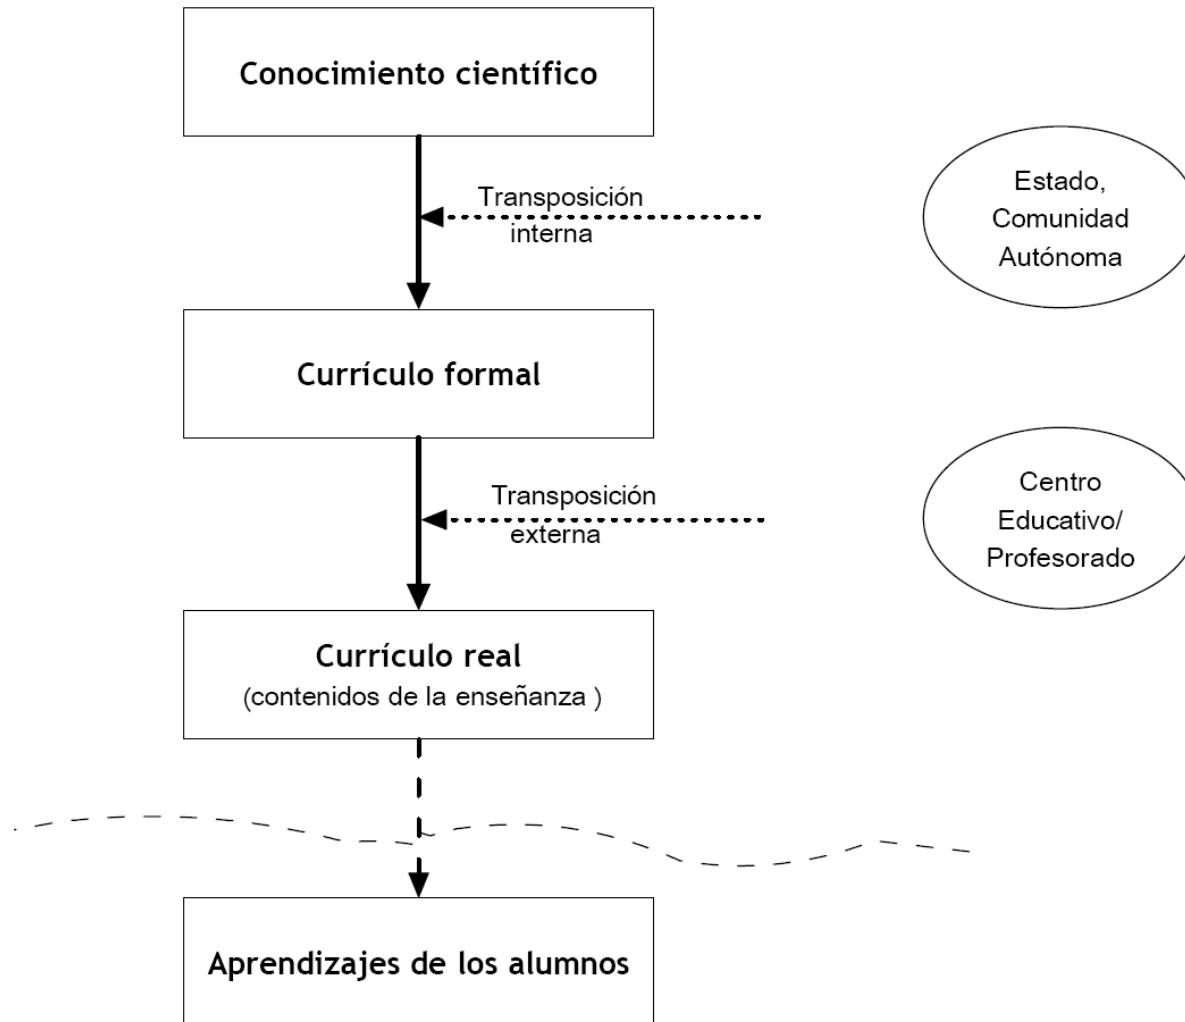 Conocimiento científico
Transposición
interna
Estado,
Comunidad
Autónoma
Currículo formal
Transposición
externa
Centro
Educativo/
Profesorado
Currículo real
(contenidos de la enseñanza )
Aprendizajes de los alumnos